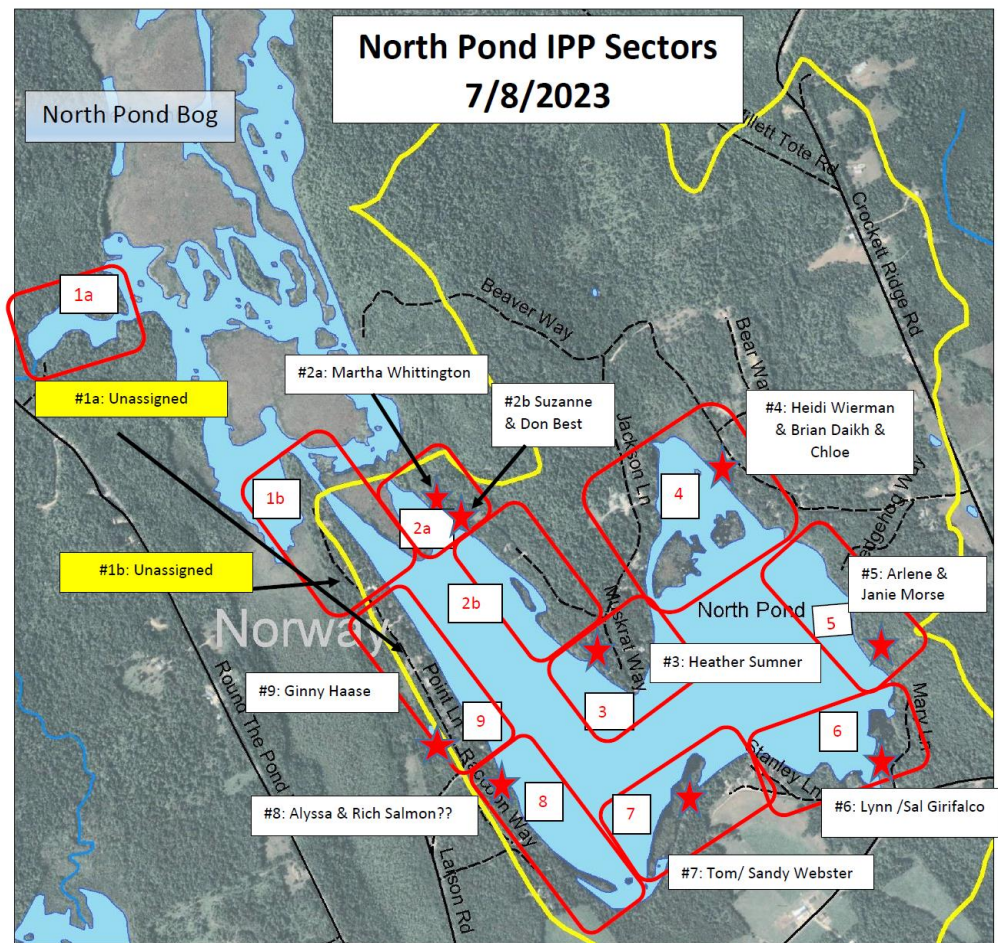 North Pond IPP Sectors
7/8/2023
North Pond Bog
Tote Rd
Crockett Ridge Rd
1a
Beaver Way
Bear Way
#2a: Martha Whittington
#1a: Unassigned
#2b Suzanne
& Don Best
#4: Heidi Wierman
& Brian Daikh &
Chloe
Jackson Ln
4
1b
2a
#1b: Unassigned
#5: Arlene &
Janie Morse
2b
Muskrat Way
North Pond
5
Norway
#3: Heather Sumner
#9: Ginny Haase
Point Ln
3
9
6
Mary Ln
Round The Pond
Stanley Ln
#8: Alyssa & Rich Salmon??
Raccoon Way
8
7
#6: Lynn /Sal Girifalco
Larson Rd
#7: Tom/ Sandy Webster